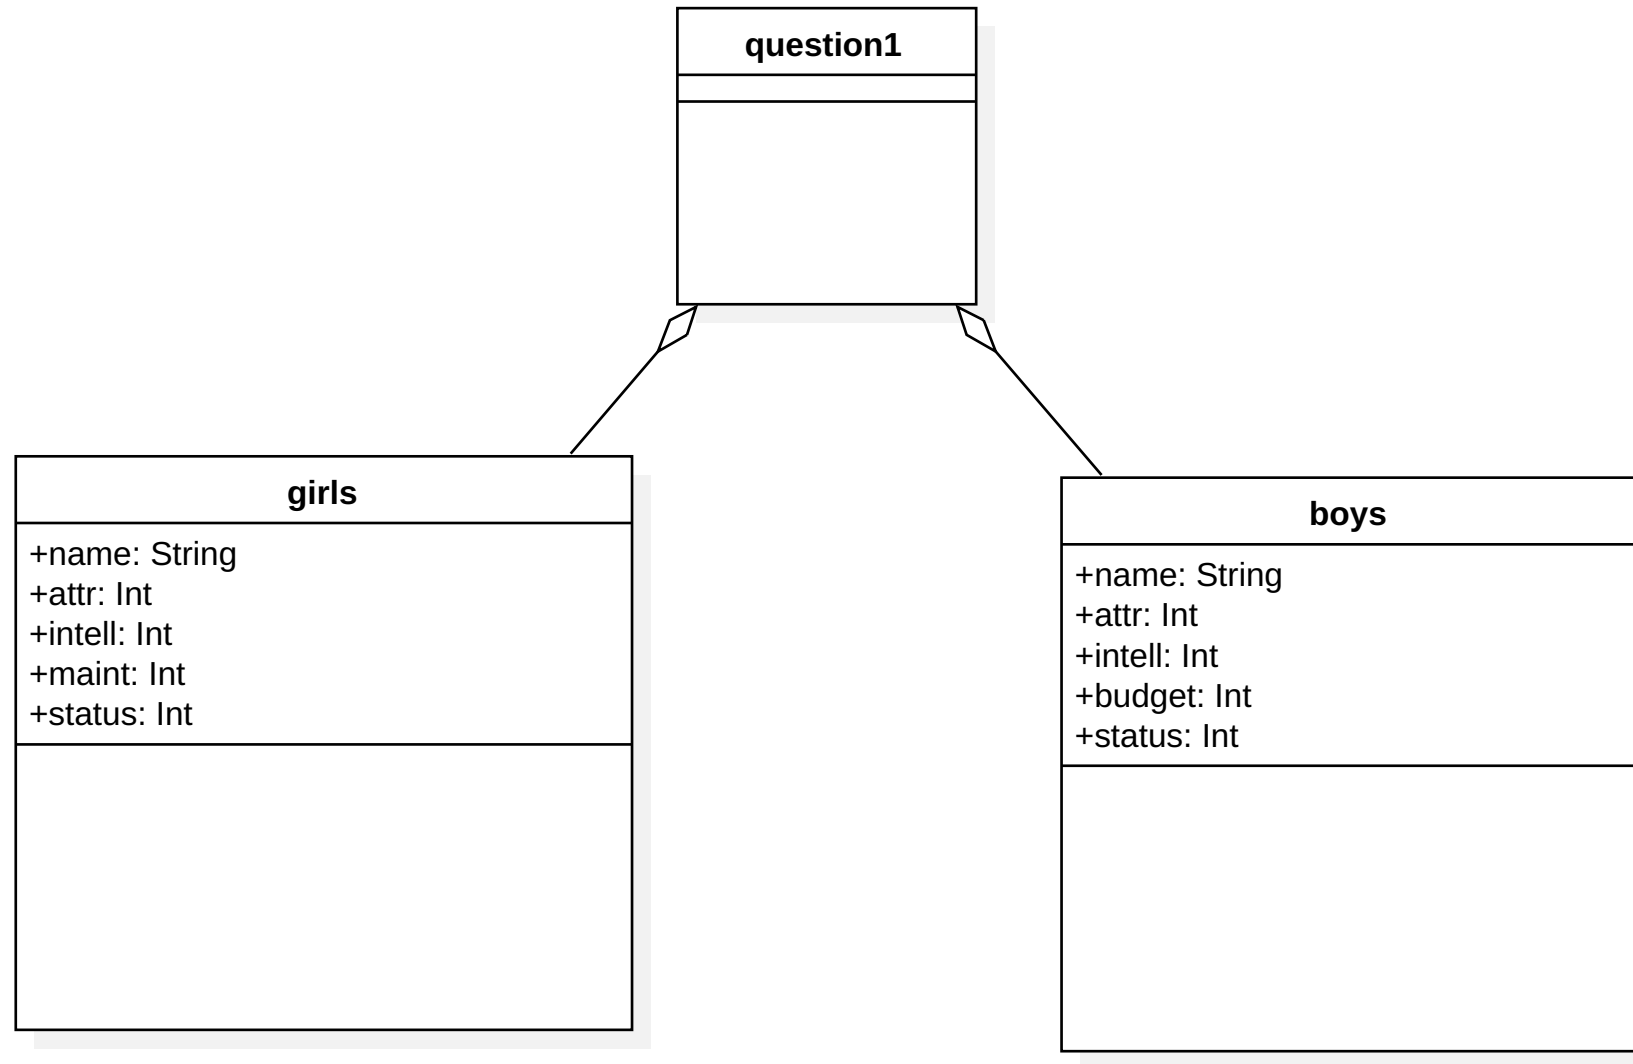 question1
girls
+name: String
+attr: Int
+intell: Int
+maint: Int
+status: Int
boys
+name: String
+attr: Int
+intell: Int
+budget: Int
+status: Int